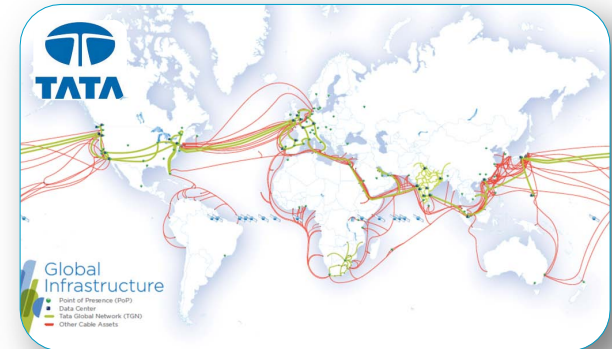 TATA
Global
Infrastructure
Point of Presence (PoP)
Data Center
Tata Global Network (TGN)
Other Cable Assets